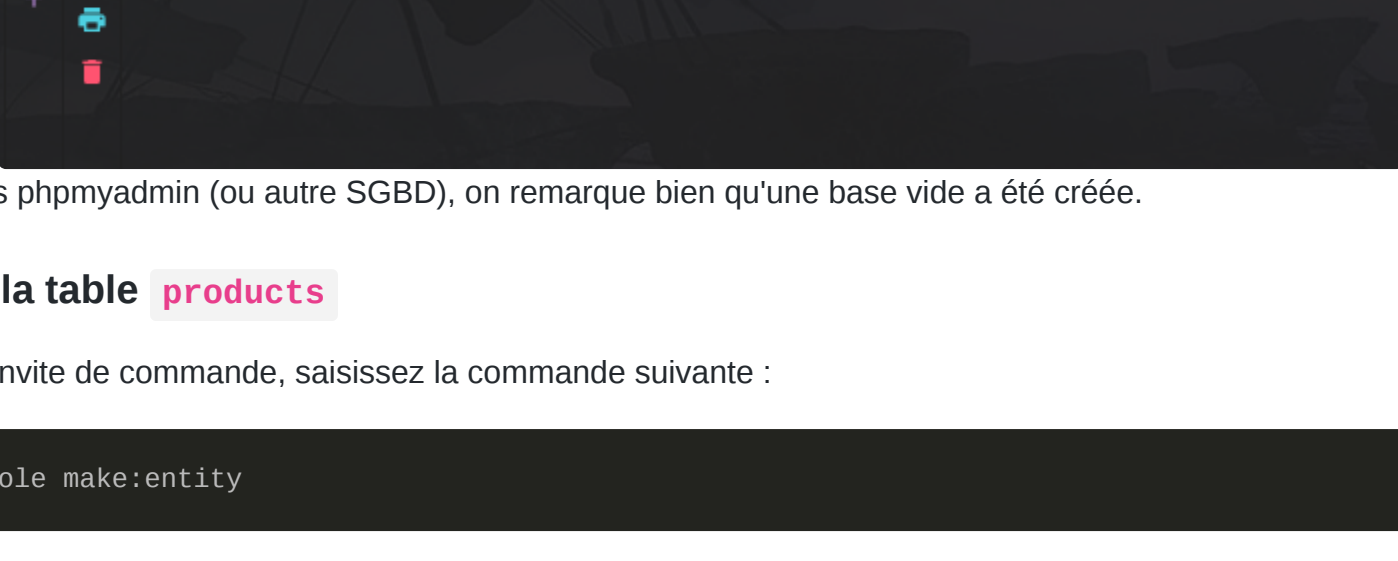 s phpmyadmin (ou autre SGBD), on remarque bien qu'une base vide a été créée.
la table products
nvite de commande, saisissez la commande suivante :
ole make:entity